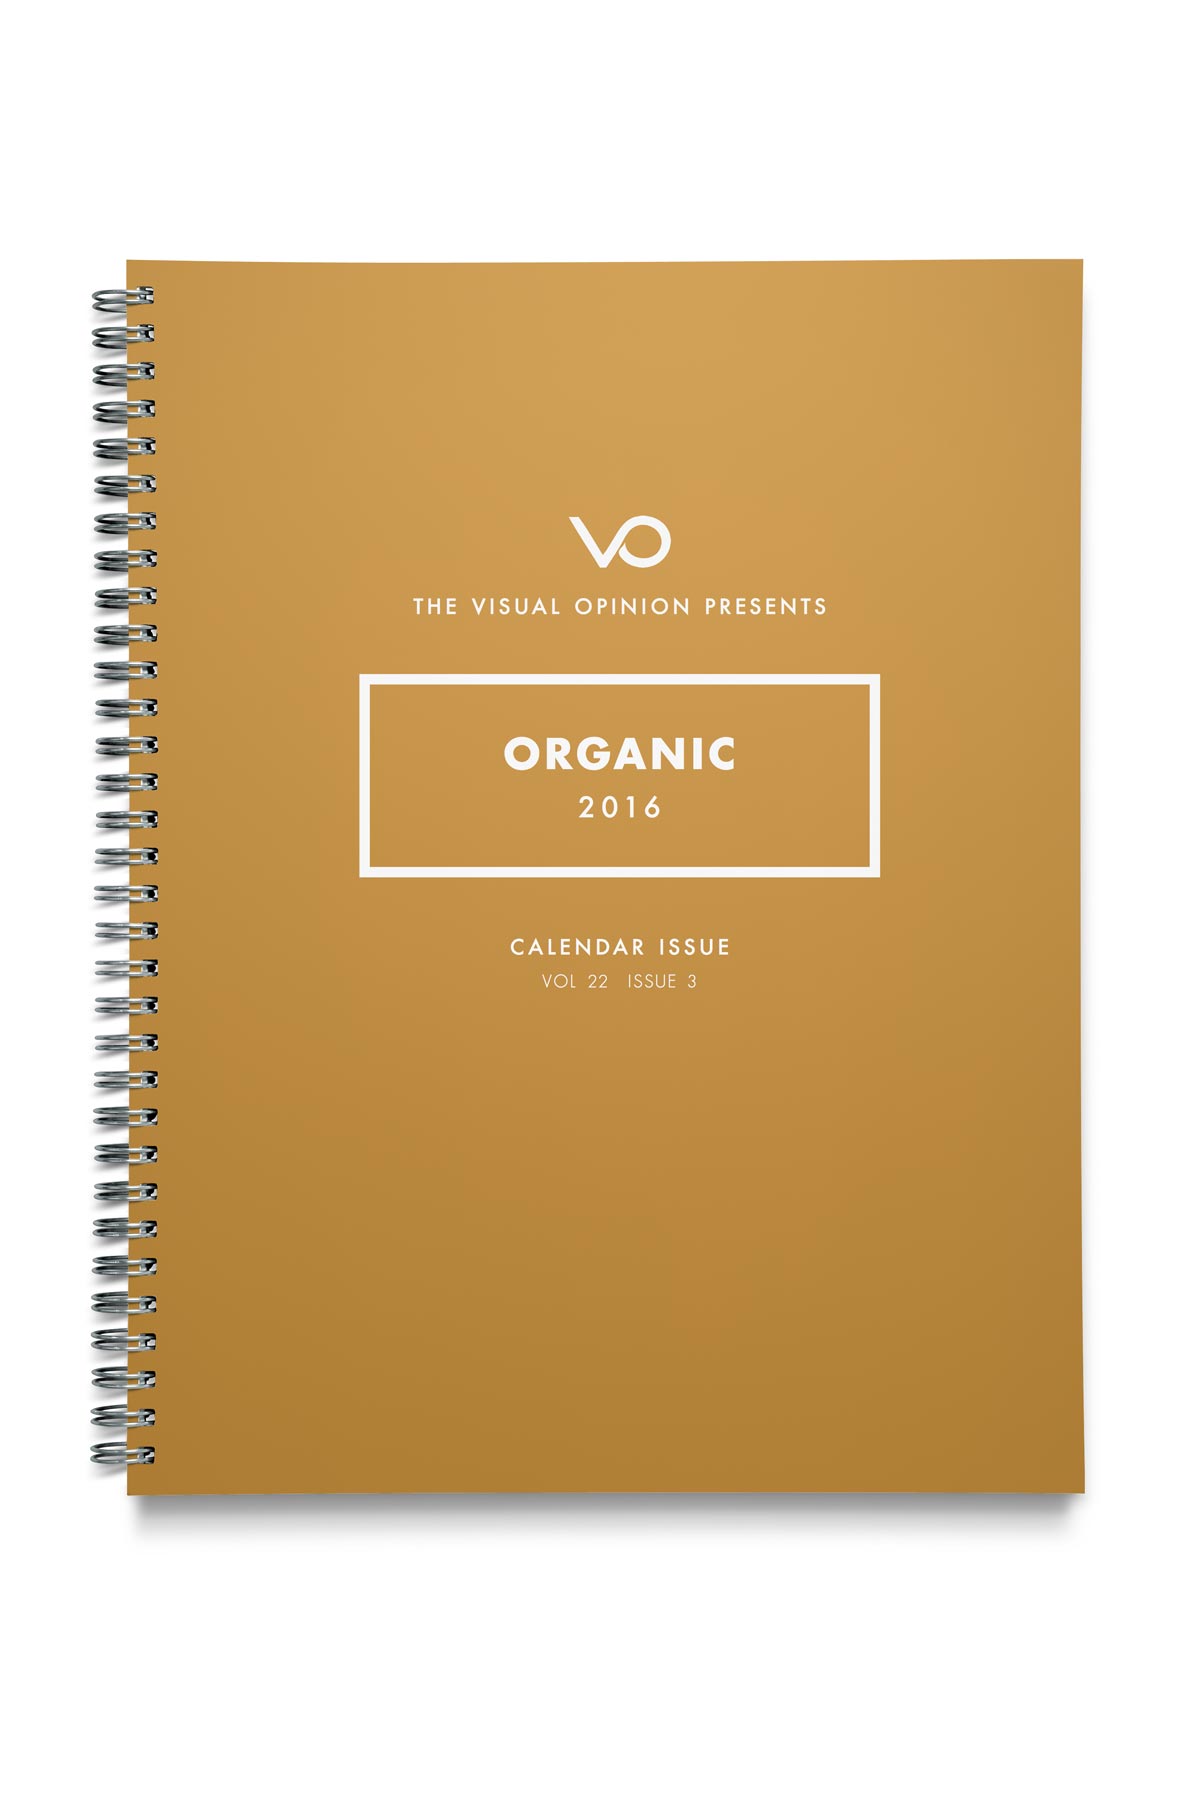 VO
THE VISUAL OPINION PRESENTS
ORGANIC
2016
CALENDAR ISSUE
VOL 22 ISSUE 3